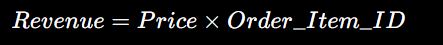 Revenue = Price × Order_Item_ID